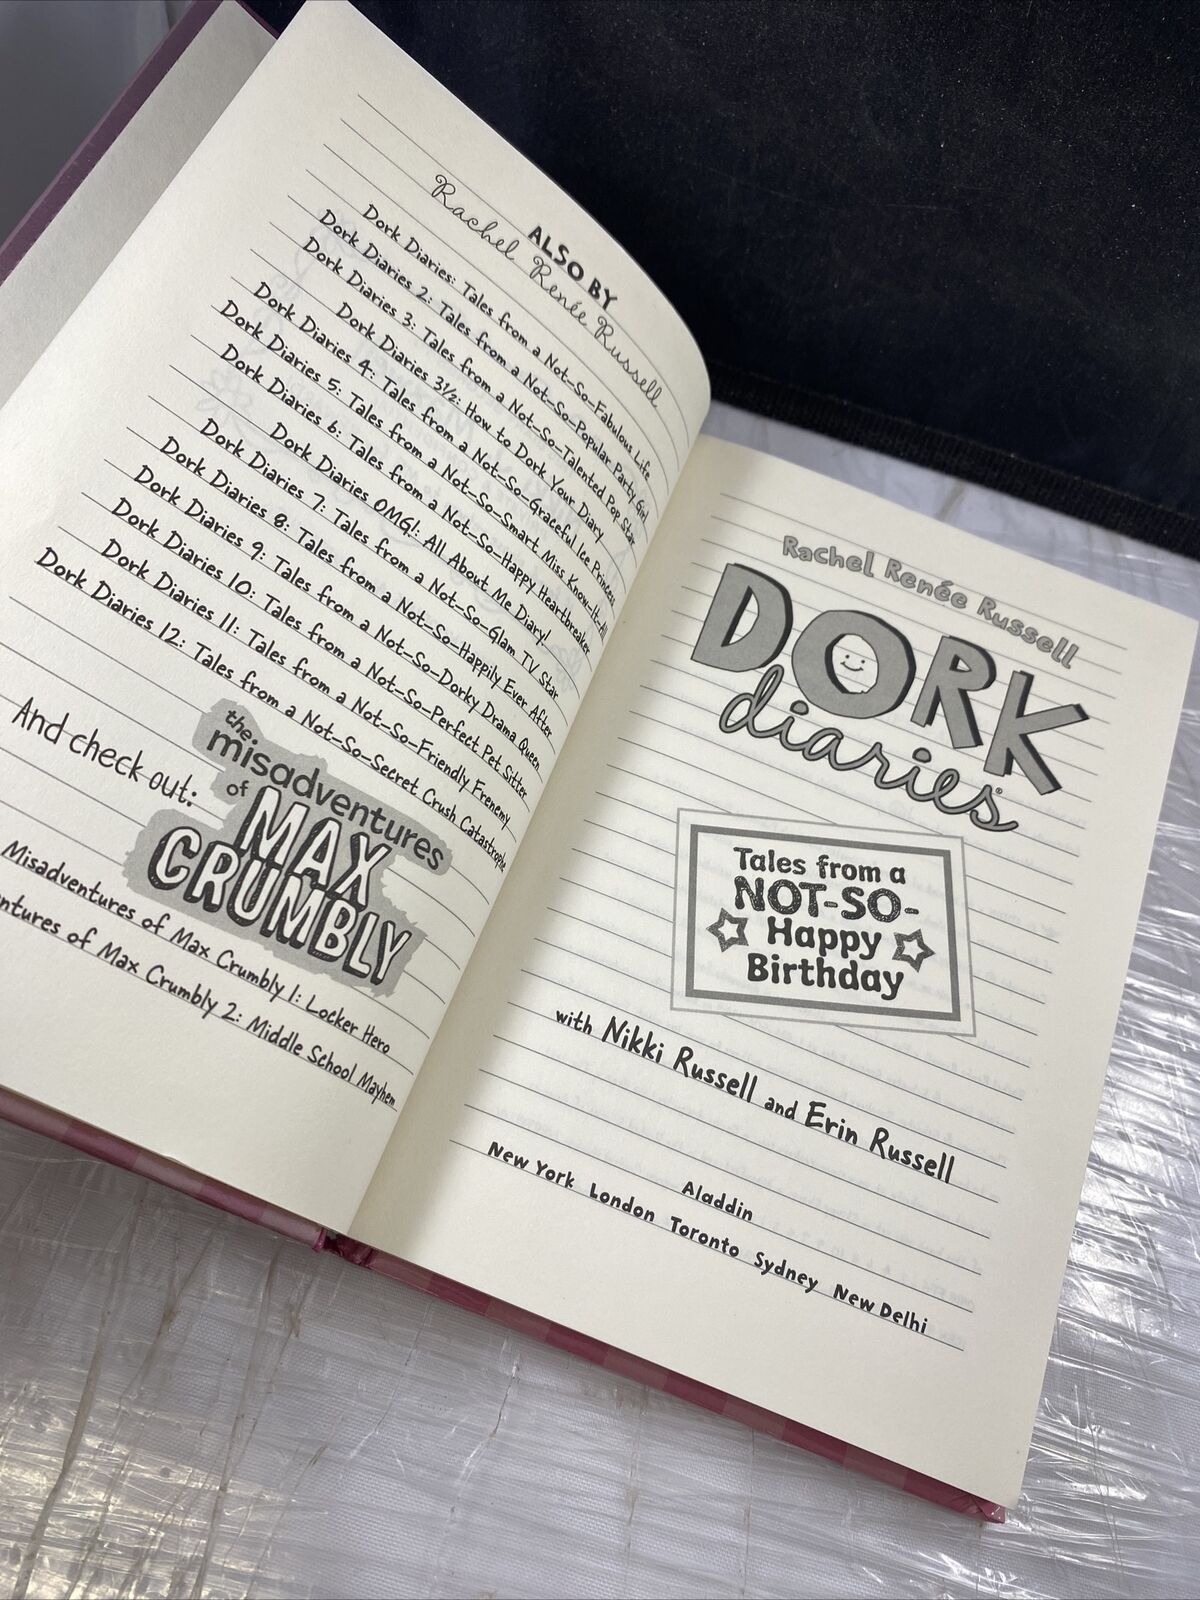 ALSO BY
Rachel Renée Russell
Dork Diaries: Tales from a Not-So-Fabulous Life
Dork Diaries 2: Tales from a Not-So-Popular Party Girl
Dork Diaries 3: Tales from a Not-So-Talented Pop Star
Dork Diaries 3½: How to Dork Your Diary
Dork Diaries 4: Tales from a Not-So-Graceful Ice Princess
Dork Diaries 5: Tales from a Not-So-Smart Miss Know-It-All
Dork Diaries 6: Tales from a Not-So-Happy Heartbreaker
Dork Diaries OMG!: All About Me Diary!
Dork Diaries 7: Tales from a Not-So-Glam TV Star
Dork Diaries 8: Tales from a Not-So-Happily Ever After
Dork Diaries 9: Tales from a Not-So-Dorky Drama Queen
Dork Diaries 10: Tales from a Not-So-Perfect Pet Sitter
Dork Diaries 11: Tales from a Not-So-Friendly Frenemy
Dork Diaries 12: Tales from a Not-So-Secret Crush Catastrophe
And check out:
the
misadventures
of MAX
CRUMBLY
Misadventures of Max Crumbly 1: Locker Hero
ntures of Max Crumbly 2: Middle School Mayhem
Rachel Renée Russell
DORK
diaries®
Tales from a
NOT-SO-
Happy
Birthday
with Nikki Russell and Erin Russell
Aladdin
New York London Toronto Sydney New Delhi